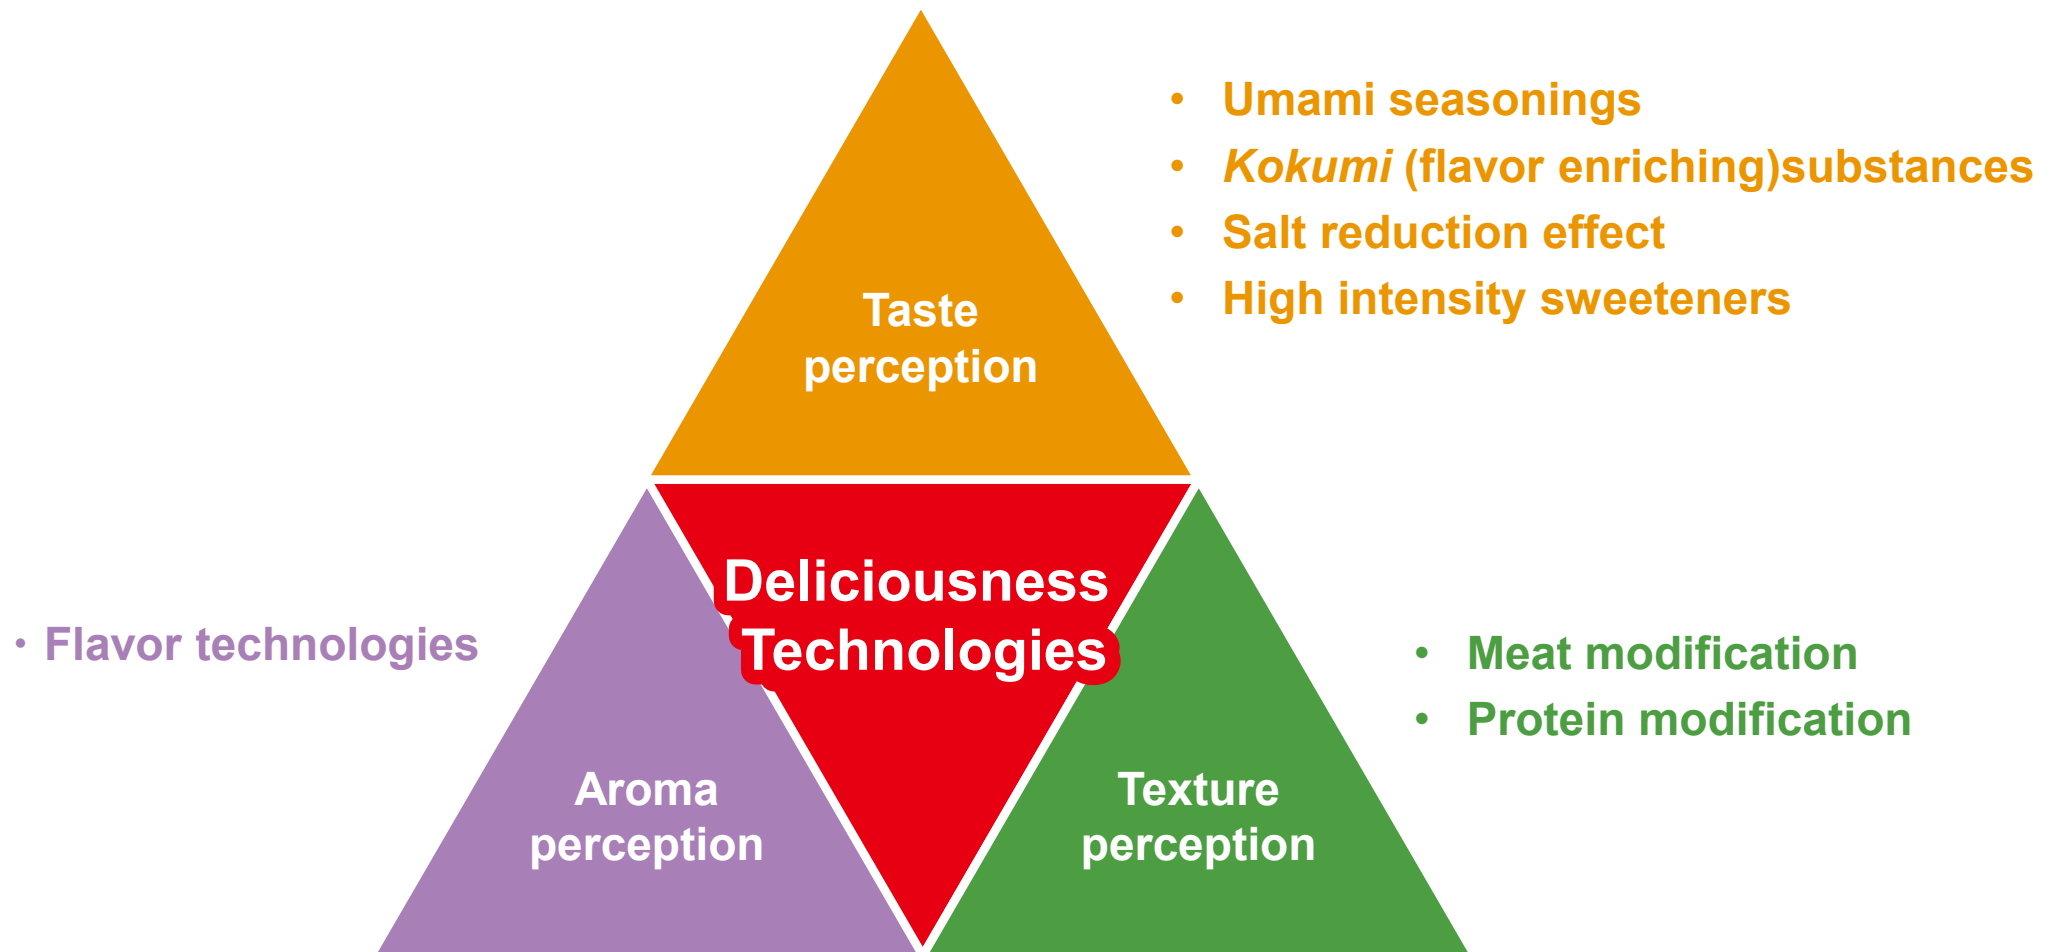 • Umami seasonings
• Kokumi (flavor enriching)substances
• Salt reduction effect
• High intensity sweeteners
Taste
perception
Deliciousness
Technologies
・Flavor technologies
• Meat modification
• Protein modification
Aroma
perception
Texture
perception